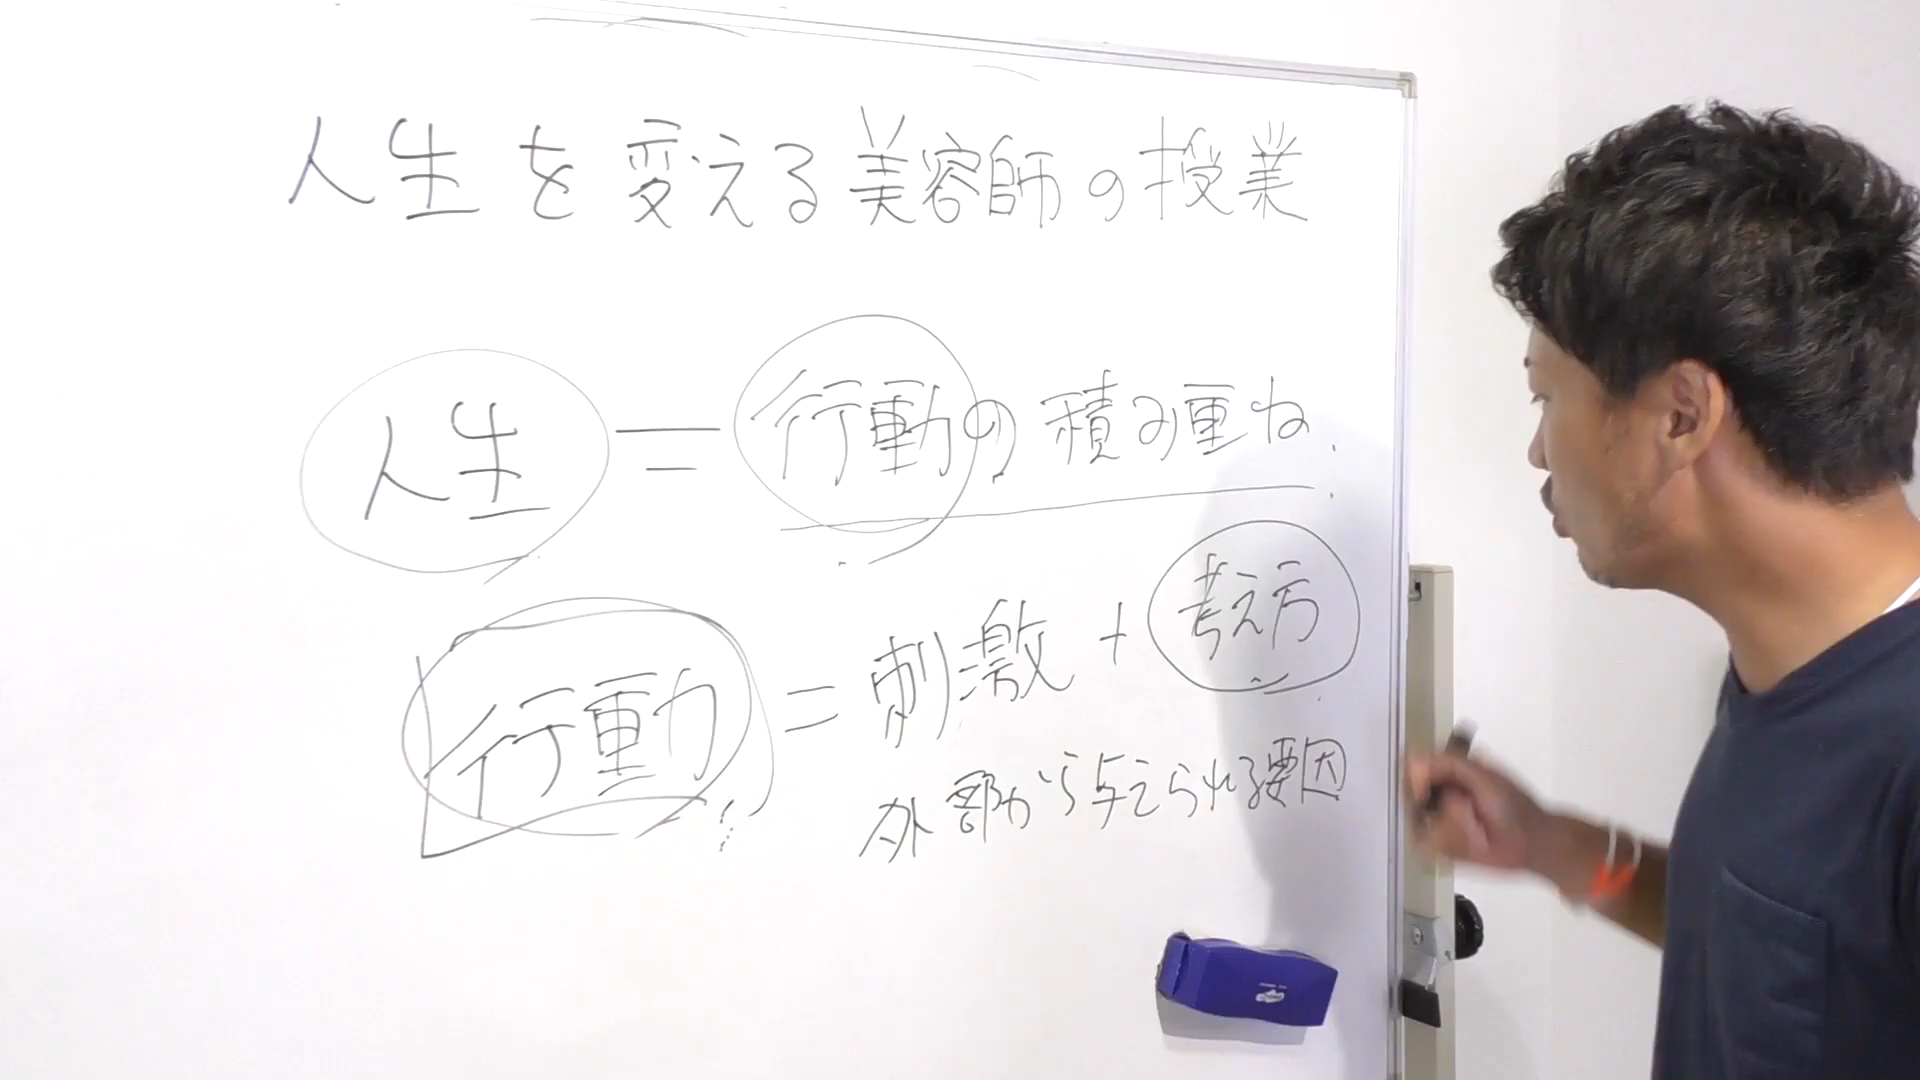 人生を変える美容師の授業
人生=行動の積み重ね.
行動=刺激+考え方
外部から与えられる要因